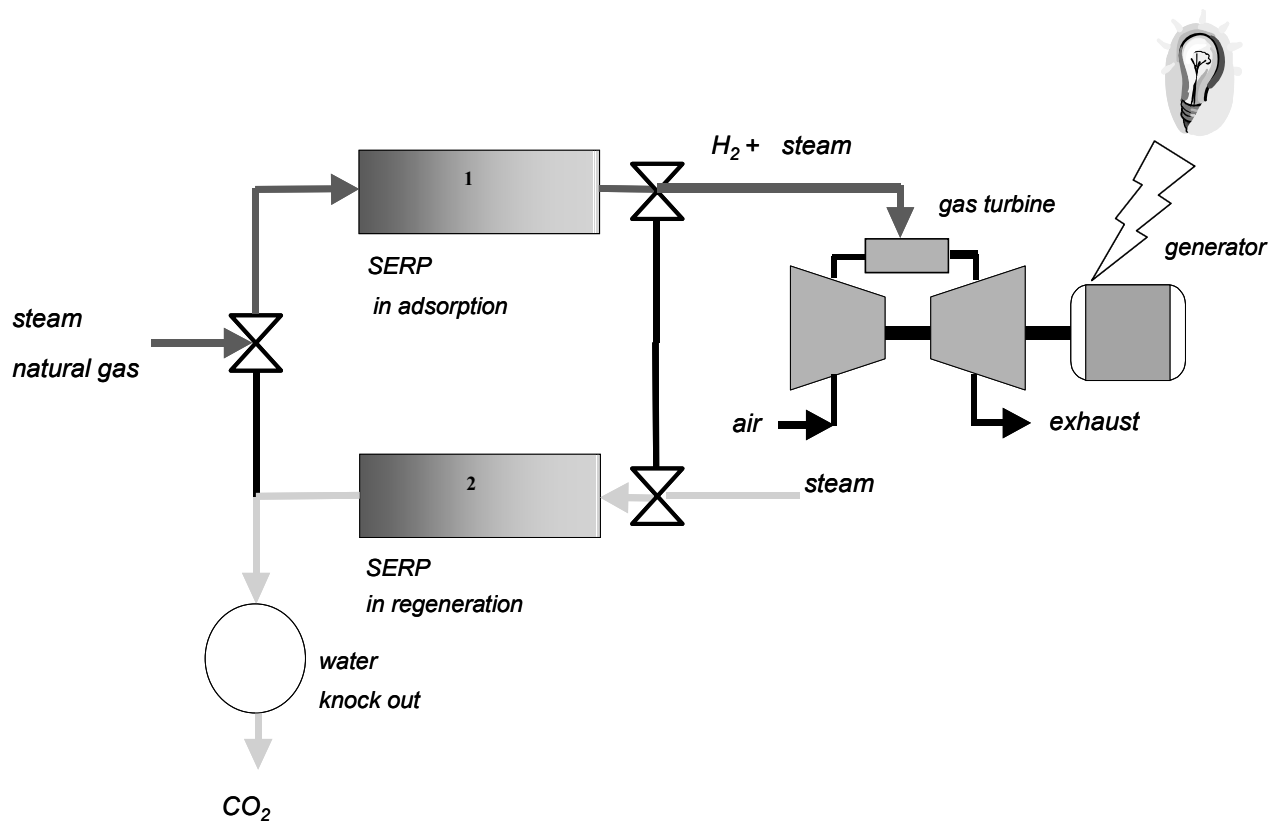 H₂ + steam
1
gas turbine
generator
SERP
in adsorption
steam
natural gas
air
exhaust
2
steam
SERP
in regeneration
water
knock out
CO₂